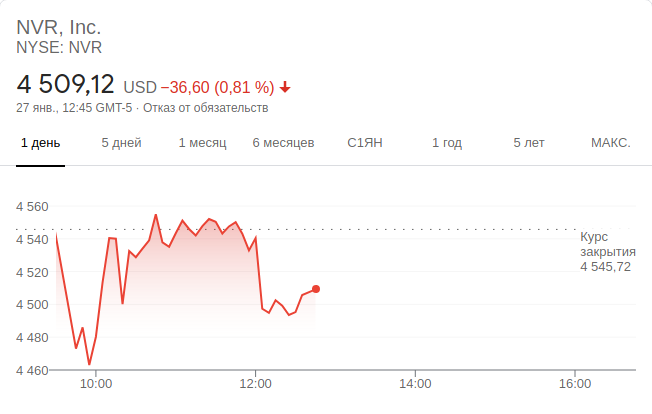 NVR, Inc.
NYSE: NVR
4 509,12 USD −36,60 (0,81 %)
27 янв., 12:45 GMT-5 · Отказ от обязательств
1 день 5 дней 1 месяц 6 месяцев С1ЯН 1 год 5 лет МАКС.
4 560
4 540
4 520
4 500
4 480
4 460
Курс
закрытия
4 545,72
10:00 12:00 14:00 16:00